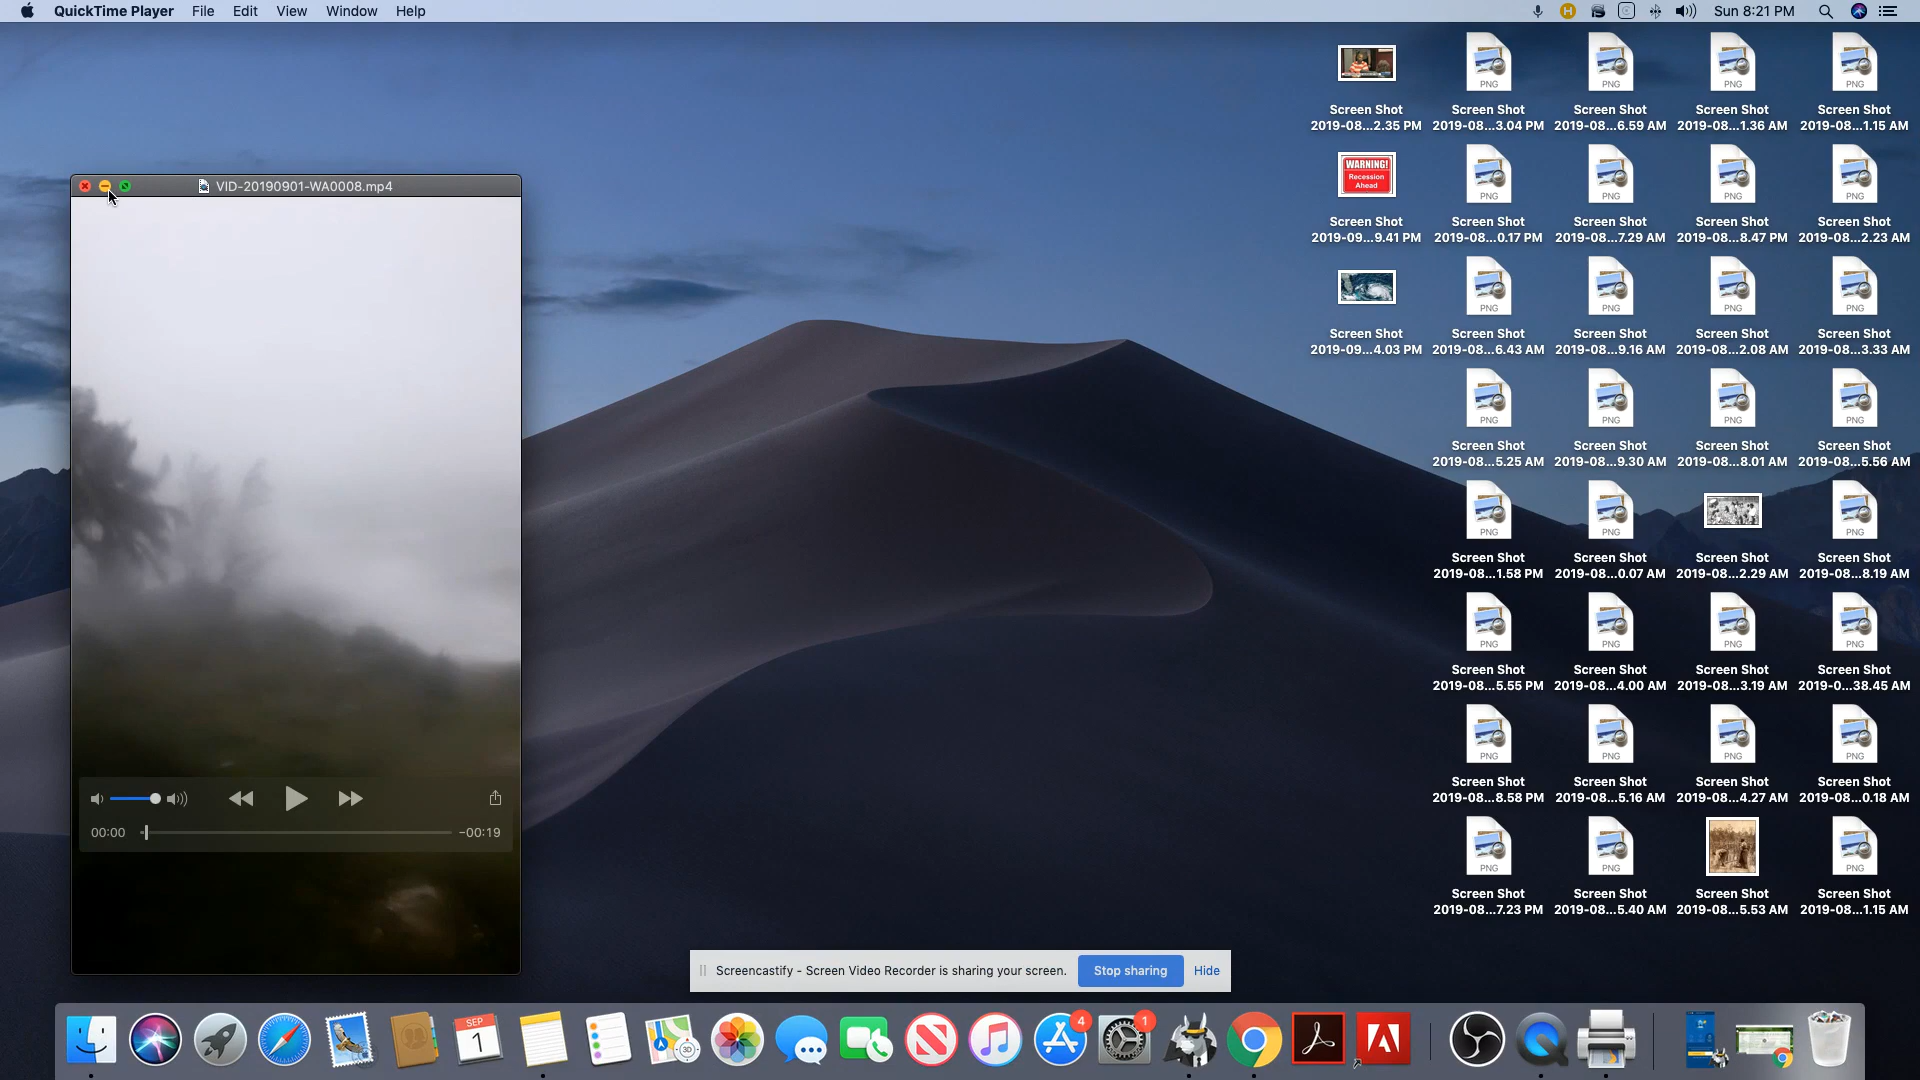 QuickTime Player File Edit View Window Help
Sun 8:21 PM
VID-20190901-WA0008.mp4
00:00
-00:19
Screen Shot
2019-08...2.35 PM
Screen Shot
2019-08...3.04 PM
Screen Shot
2019-08...6.59 AM
Screen Shot
2019-08...1.36 AM
Screen Shot
2019-08...1.15 AM
WARNING!
Recession
Ahead
Screen Shot
2019-09...9.41 PM
Screen Shot
2019-08...0.17 PM
Screen Shot
2019-08...7.29 AM
Screen Shot
2019-08...8.47 PM
Screen Shot
2019-08...2.23 AM
Screen Shot
2019-09...4.03 PM
Screen Shot
2019-08...6.43 AM
Screen Shot
2019-08...9.16 AM
Screen Shot
2019-08...2.08 AM
Screen Shot
2019-08...3.33 AM
Screen Shot
2019-08...5.25 AM
Screen Shot
2019-08...9.30 AM
Screen Shot
2019-08...8.01 AM
Screen Shot
2019-08...5.56 AM
Screen Shot
2019-08...1.58 PM
Screen Shot
2019-08...0.07 AM
Screen Shot
2019-08...2.29 AM
Screen Shot
2019-08...8.19 AM
Screen Shot
2019-08...5.55 PM
Screen Shot
2019-08...4.00 AM
Screen Shot
2019-08...3.19 AM
Screen Shot
2019-0...38.45 AM
Screen Shot
2019-08...8.58 PM
Screen Shot
2019-08...5.16 AM
Screen Shot
2019-08...4.27 AM
Screen Shot
2019-08...0.18 AM
Screen Shot
2019-08...7.23 PM
Screen Shot
2019-08...5.40 AM
Screen Shot
2019-08...5.53 AM
Screen Shot
2019-08...1.15 AM
Screencastify - Screen Video Recorder is sharing your screen. Stop sharing Hide
SEP
1
3D
4
1